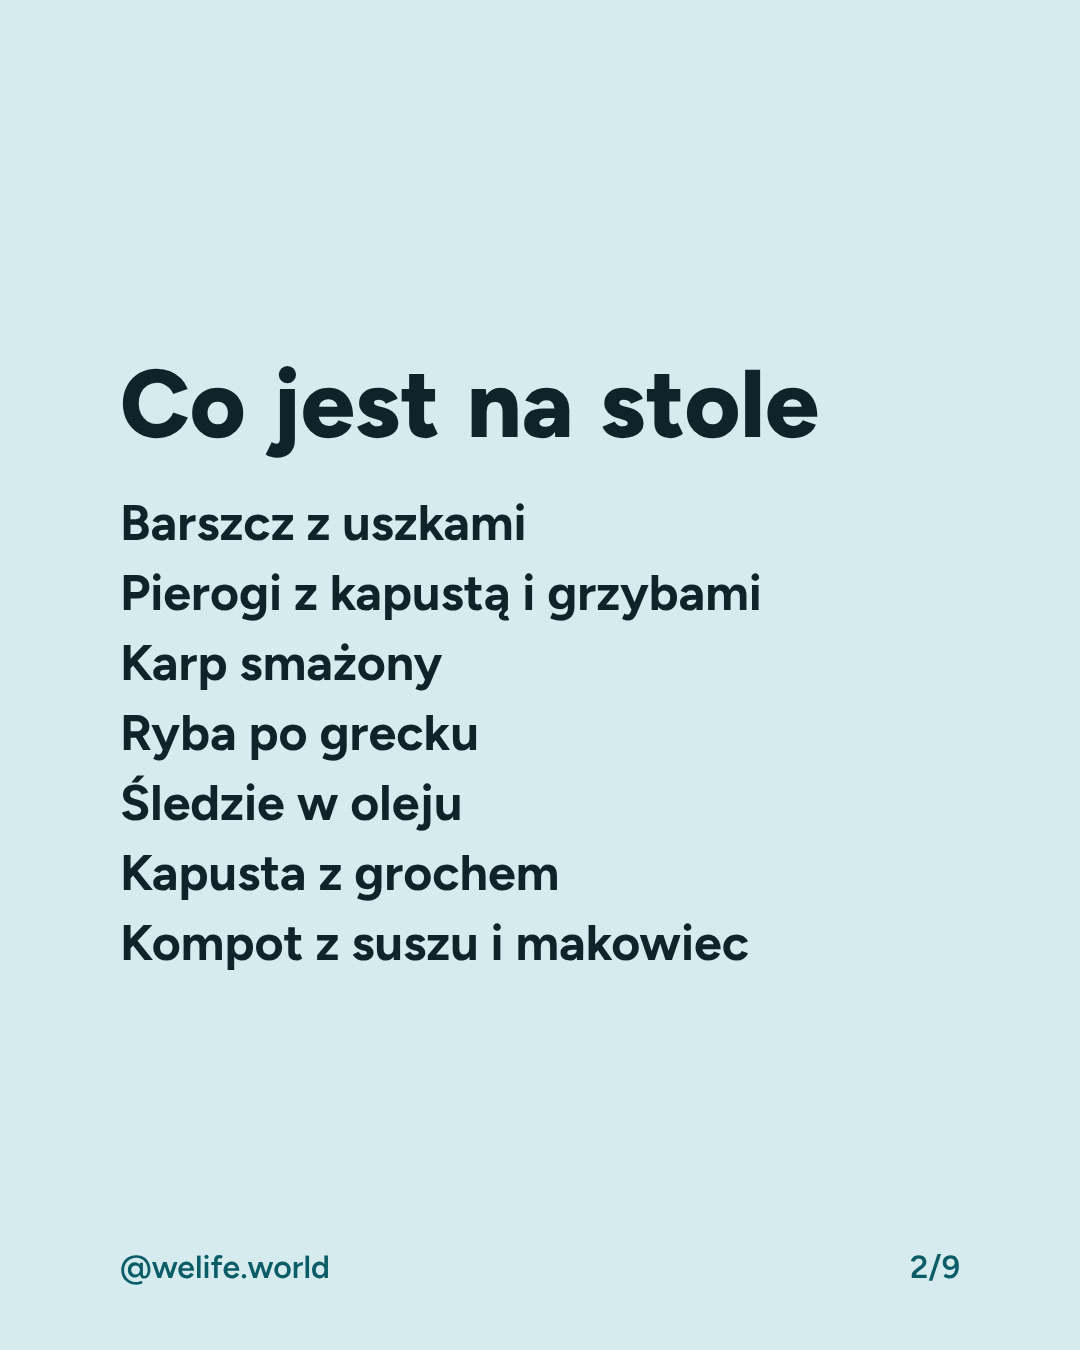 Co jest na stole
Barszcz z uszkami
Pierogi z kapustą i grzybami
Karp smażony
Ryba po grecku
Śledzie w oleju
Kapusta z grochem
Kompot z suszu i makowiec
@welife.world
2/9